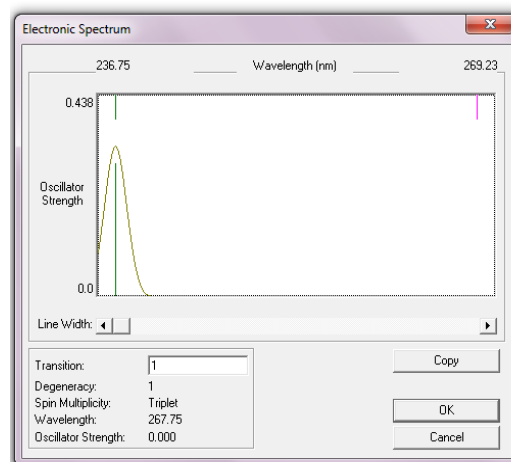 Electronic Spectrum
236.75 Wavelength (nm) 269.23
0.438
Oscillator
Strength
0.0
Line Width:
Transition: 1
Degeneracy: 1
Spin Multiplicity: Triplet
Wavelength: 267.75
Oscillator Strength: 0.000
Copy
OK
Cancel